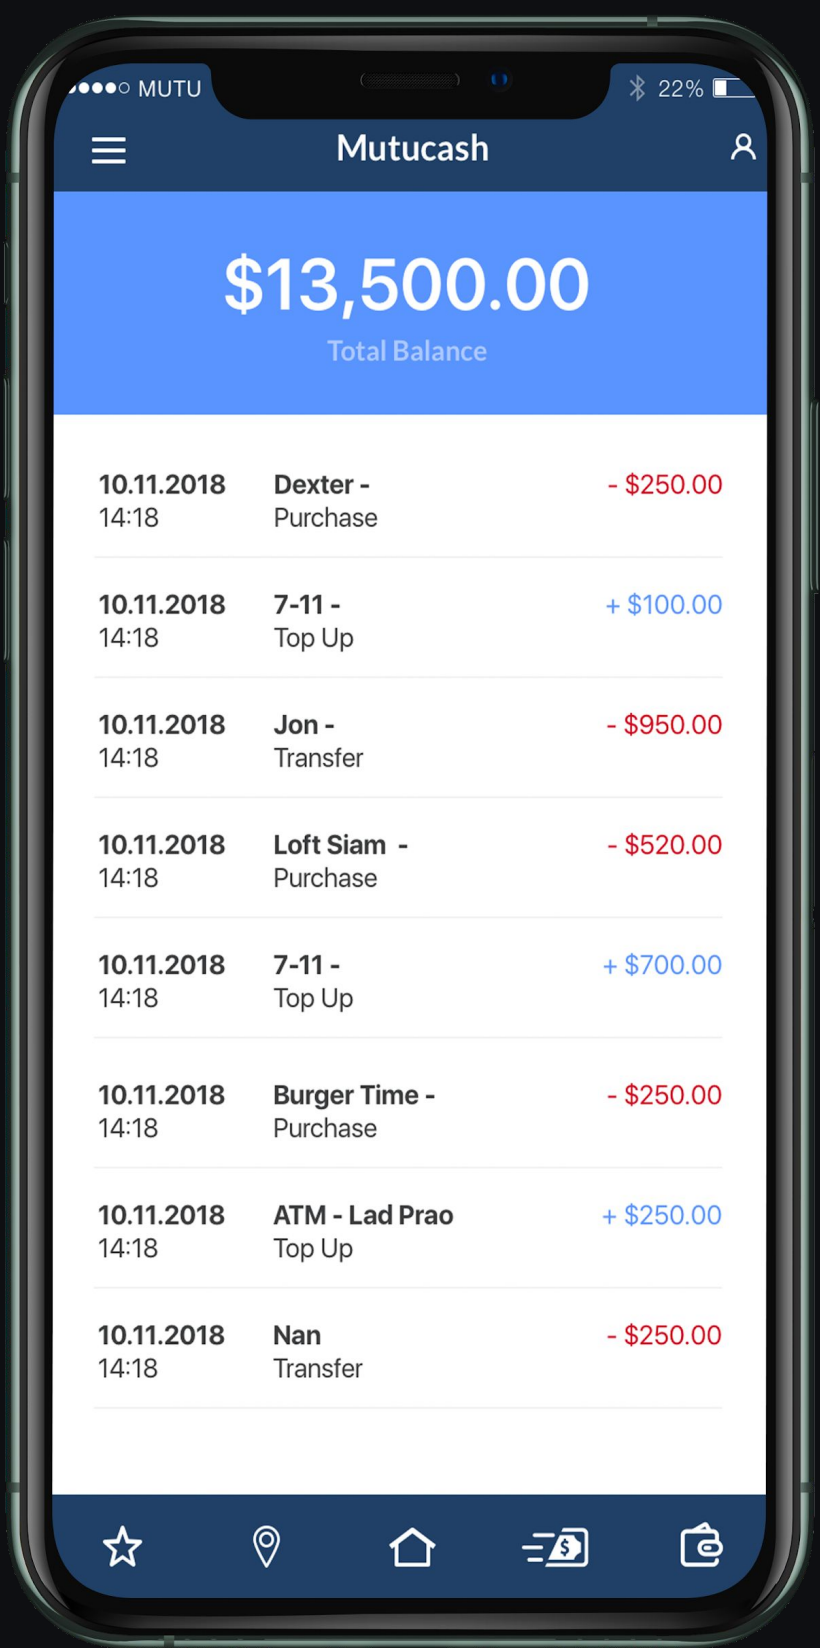 MUTU 22%
Mutucash
$13,500.00
Total Balance
10.11.2018 Dexter - - $250.00
14:18 Purchase
10.11.2018 7-11 - + $100.00
14:18 Top Up
10.11.2018 Jon - - $950.00
14:18 Transfer
10.11.2018 Loft Siam - - $520.00
14:18 Purchase
10.11.2018 7-11 - + $700.00
14:18 Top Up
10.11.2018 Burger Time - - $250.00
14:18 Purchase
10.11.2018 ATM - Lad Prao + $250.00
14:18 Top Up
10.11.2018 Nan - $250.00
14:18 Transfer
$